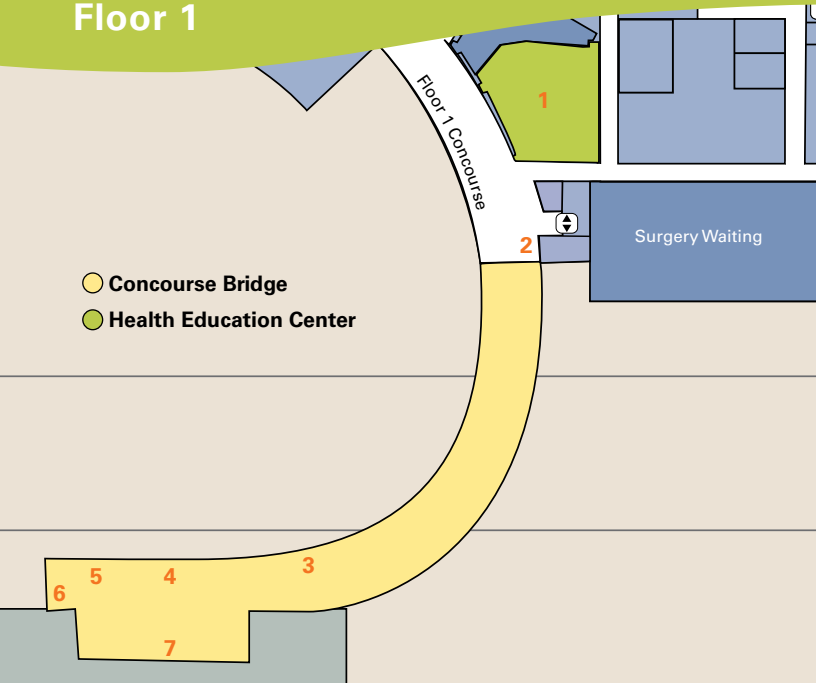 Floor 1
1
Floor 1 Concourse
2
Surgery Waiting
Concourse Bridge
Health Education Center
3
4
5
6
7